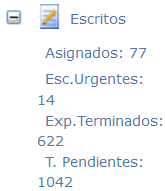 Escritos
Asignados: 77
Esc.Urgentes:
14
Exp.Terminados:
622
T. Pendientes:
1042